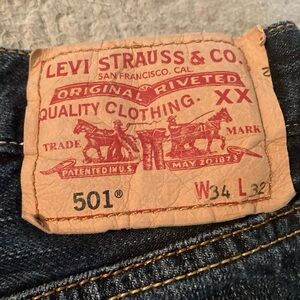 LEVI STRAUSS & CO.
SAN FRANCISCO, CAL.
ORIGINAL RIVETED
QUALITY CLOTHING. XX
TRADE MARK
PATENTED IN U.S. MAY 20 1873
501® W34 L32